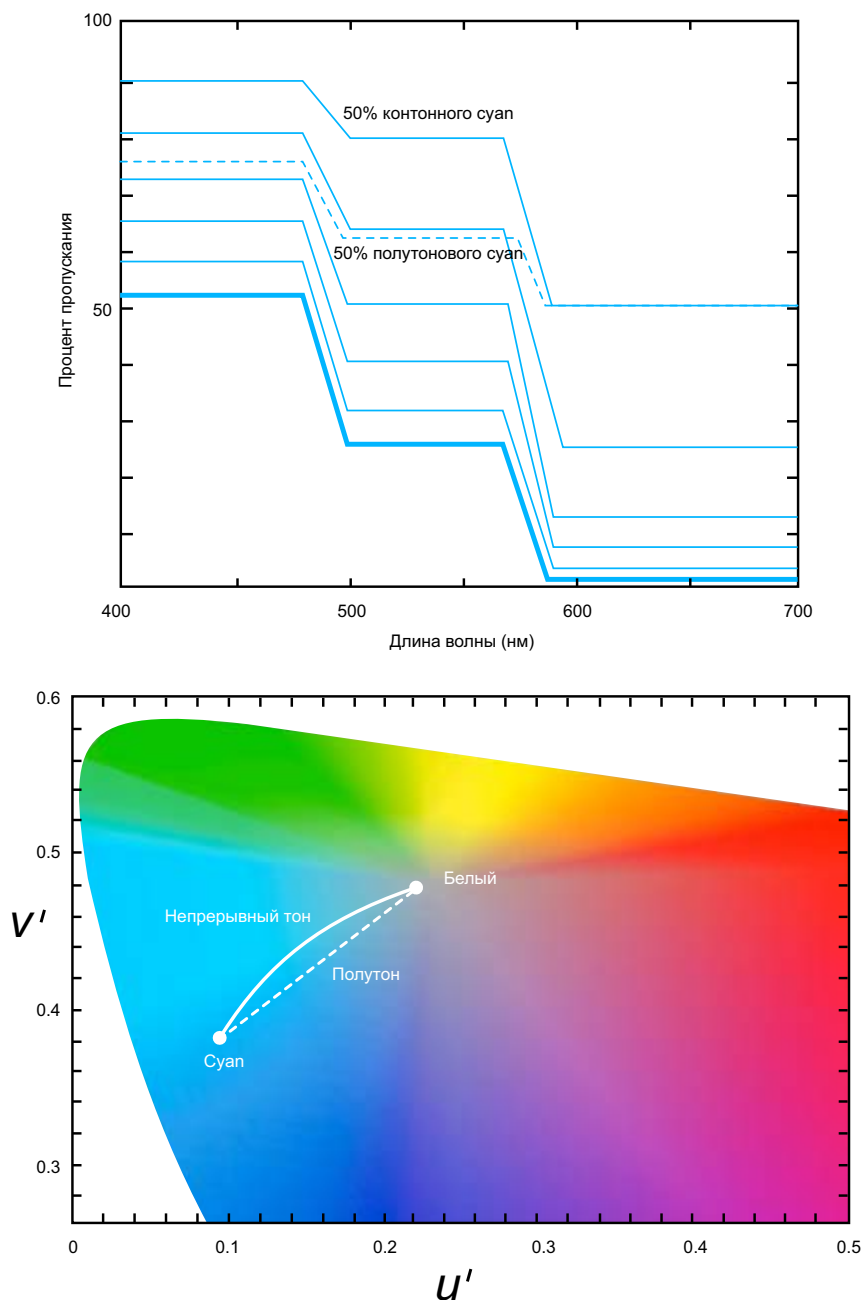 100
50% контонного cyan
Процент пропускания
50% полутонового cyan
50
400
500
600
700
Длина волны (нм)
0.6
0.5
Белый
Непрерывный тон
v'
Полутон
0.4
Cyan
0.3
0
0.1
0.2
0.3
0.4
0.5
u'